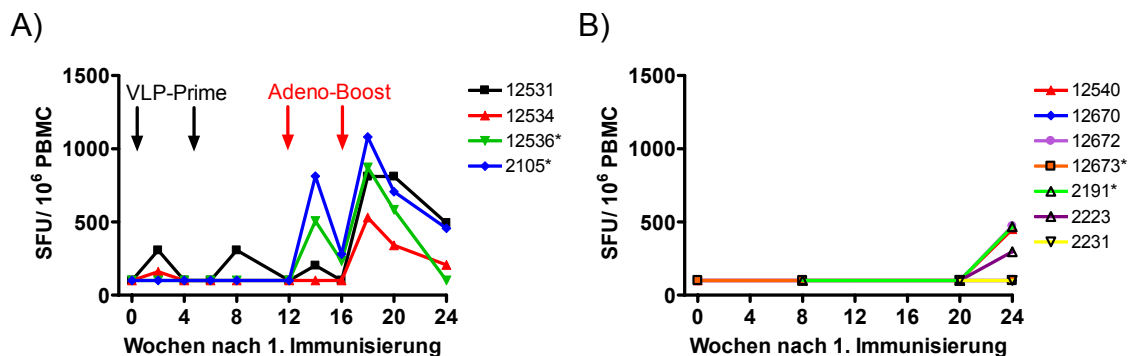 A)
1500
1000
500
0
SFU/ 10⁶ PBMC
VLP-Prime
Adeno-Boost
12531
12534
12536*
2105*
0 4 8 12 16 20 24
Wochen nach 1. Immunisierung
B)
1500
1000
500
0
SFU/ 10⁶ PBMC
12540
12670
12672
12673*
2191*
2223
2231
0 4 8 12 16 20 24
Wochen nach 1. Immunisierung